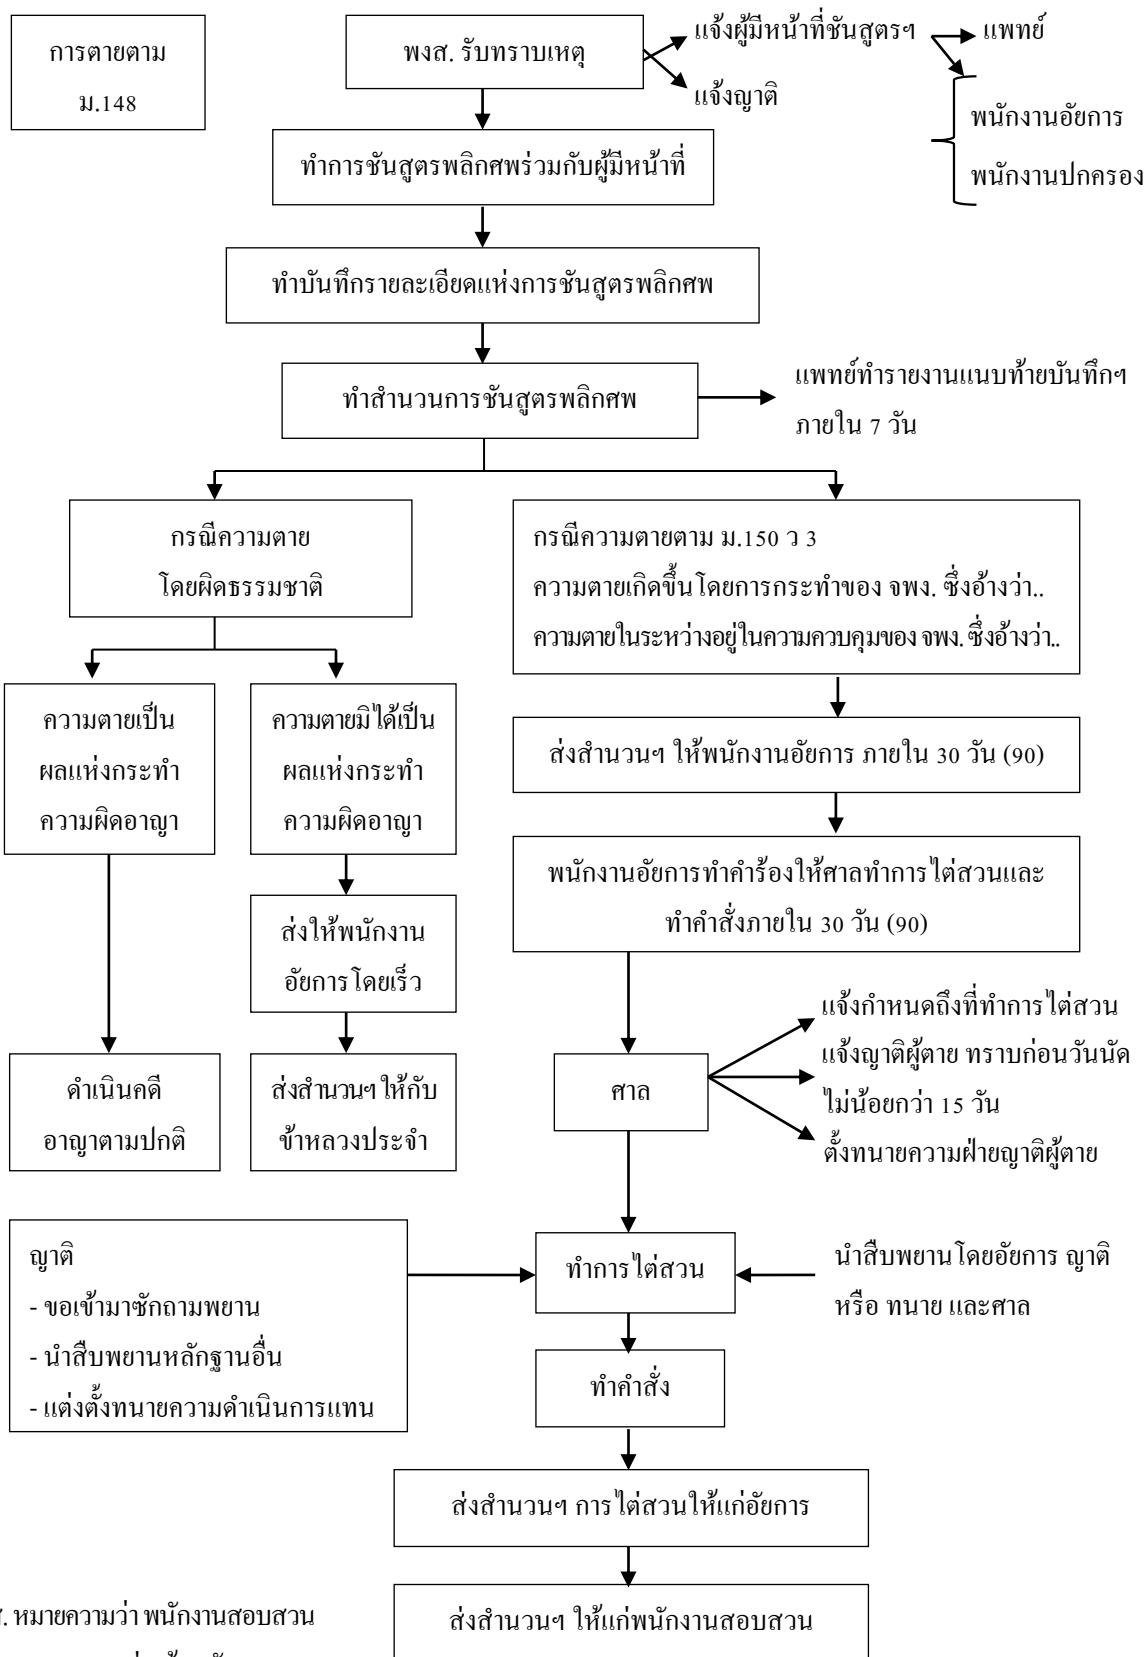 การตายตาม
ม.148
พงส. รับทราบเหตุ
แจ้งผู้มีหน้าที่ชันสูตรฯ
แพทย์
แจ้งญาติ
พนักงานอัยการ
พนักงานปกครอง
ทำการชันสูตรพลิกศพร่วมกับผู้มีหน้าที่
ทำบันทึกรายละเอียดแห่งการชันสูตรพลิกศพ
ทำสำนวนการชันสูตรพลิกศพ
แพทย์ทำรายงานแนบท้ายบันทึกฯ
ภายใน 7 วัน
กรณีความตาย
โดยผิดธรรมชาติ
กรณีความตายตาม ม.150 ว 3
ความตายเกิดขึ้นโดยการกระทำของ จพง. ซึ่งอ้างว่า..
ความตายในระหว่างอยู่ในความควบคุมของ จพง. ซึ่งอ้างว่า..
ความตายเป็น
ผลแห่งกระทำ
ความผิดอาญา
ความตายมิได้เป็น
ผลแห่งกระทำ
ความผิดอาญา
ส่งสำนวนฯ ให้พนักงานอัยการ ภายใน 30 วัน (90)
พนักงานอัยการทำคำร้องให้ศาลทำการไต่สวนและ
ทำคำสั่งภายใน 30 วัน (90)
ส่งให้พนักงาน
อัยการโดยเร็ว
ดำเนินคดี
อาญาตามปกติ
ส่งสำนวนฯ ให้กับ
ข้าหลวงประจำ
ศาล
แจ้งกำหนดถึงที่ทำการไต่สวน
แจ้งญาติผู้ตาย ทราบก่อนวันนัด
ไม่น้อยกว่า 15 วัน
ตั้งทนายความฝ่ายญาติผู้ตาย
ญาติ
- ขอเข้ามาซักถามพยาน
- นำสืบพยานหลักฐานอื่น
- แต่งตั้งทนายความดำเนินการแทน
ทำการไต่สวน
นำสืบพยานโดยอัยการ ญาติ
หรือ ทนาย และศาล
ทำคำสั่ง
ส่งสำนวนฯ การไต่สวนให้แก่อัยการ
ส่งสำนวนฯ ให้แก่พนักงานสอบสวน
ส. หมายความว่า พนักงานสอบสวน